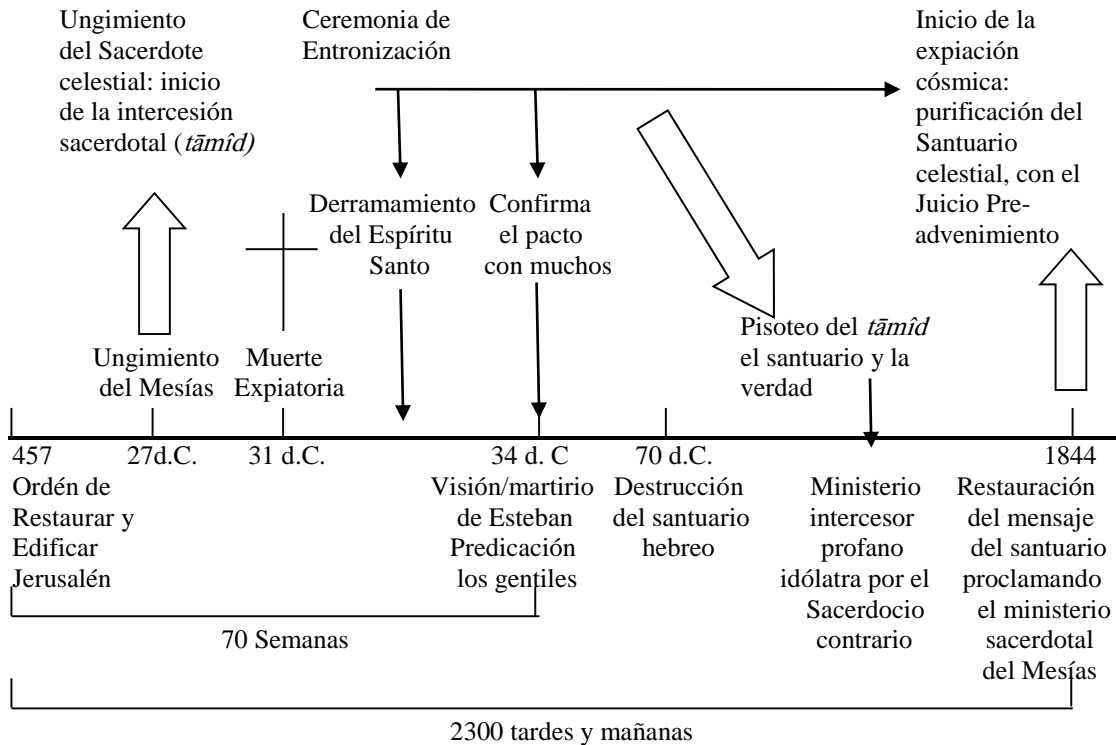 Ungimiento
del Sacerdote
celestial: inicio
de la intercesión
sacerdotal (tāmîd)
Ceremonia de
Entronización
Inicio de la
expiación
cósmica:
purificación del
Santuario
celestial, con el
Juicio Pre-
advenimiento
Derramamiento
del Espíritu
Santo
Confirma
el pacto
con muchos
Pisoteo del tāmîd
el santuario y la
verdad
Ungimiento
del Mesías
Muerte
Expiatoria
457
Ordén de
Restaurar y
Edificar
Jerusalén
27d.C.
31 d.C.
34 d. C
Visión/martirio
de Esteban
Predicación
los gentiles
70 d.C.
Destrucción
del santuario
hebreo
Ministerio
intercesor
profano
idólatra por el
Sacerdocio
contrario
1844
Restauración
del mensaje
del santuario
proclamando
el ministerio
sacerdotal
del Mesías
70 Semanas
2300 tardes y mañanas